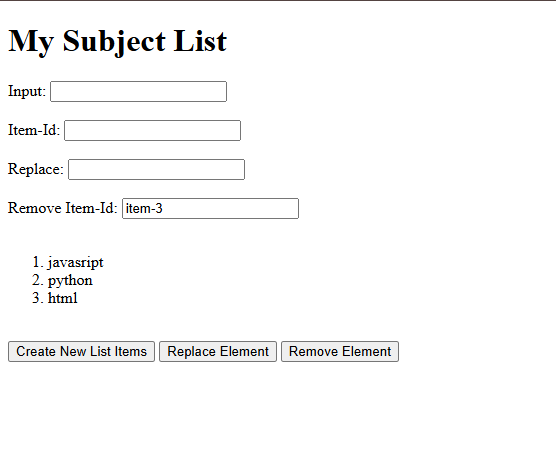 My Subject List
Input:
Item-Id:
Replace:
Remove Item-Id: item-3
1. javasript
2. python
3. html
Create New List Items Replace Element Remove Element